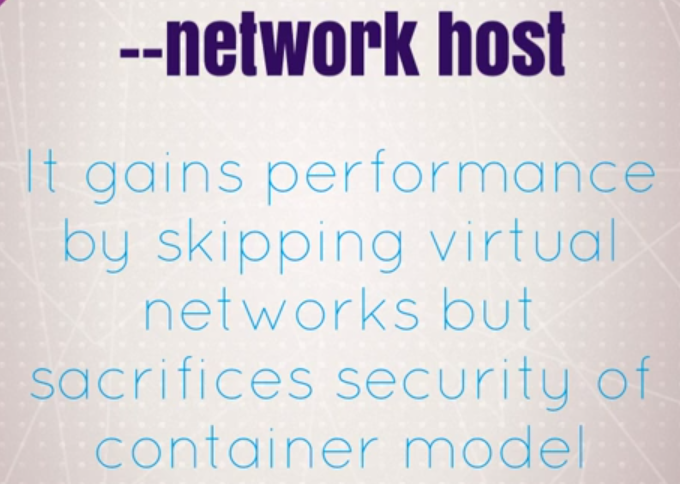 --network host
It gains performance
by skipping virtual
networks but
sacrifices security of
container model